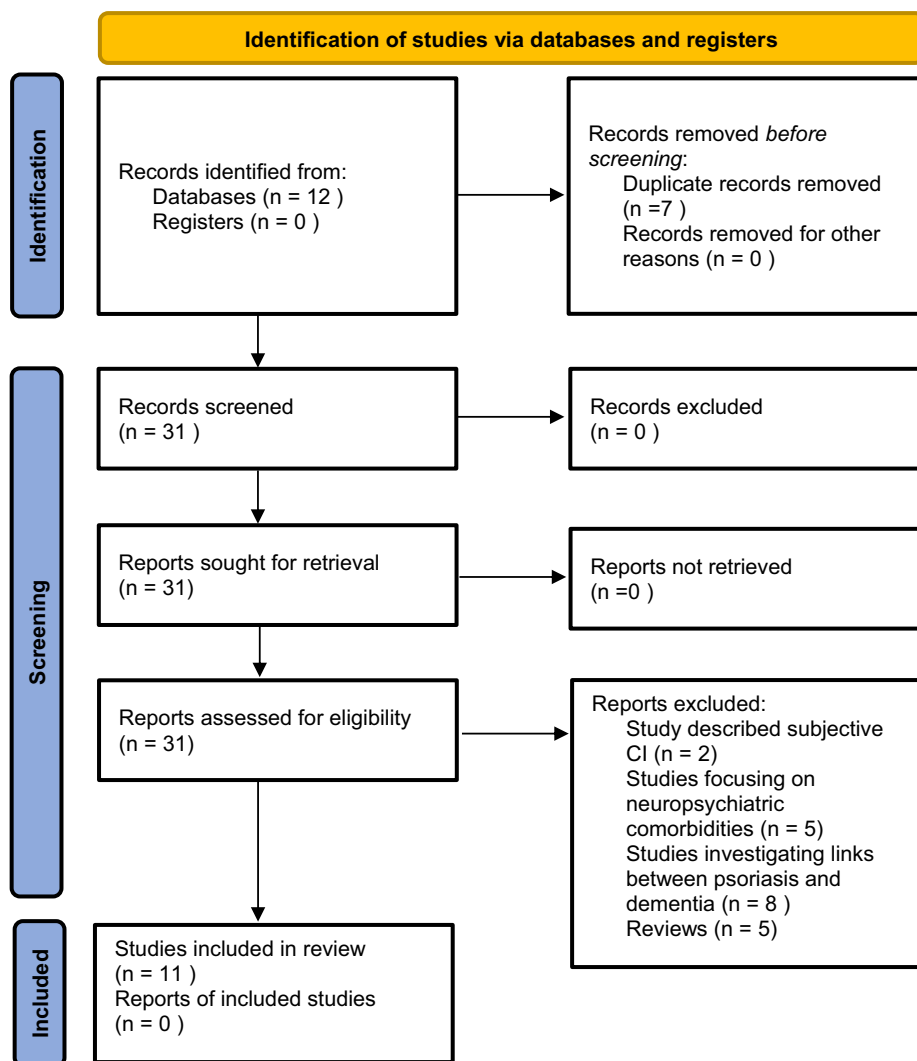 Identification of studies via databases and registers
Identification
Records identified from:
Databases (n = 12 )
Registers (n = 0 )
Records removed before
screening:
Duplicate records removed
(n =7 )
Records removed for other
reasons (n = 0 )
Screening
Records screened
(n = 31 )
Records excluded
(n = 0 )
Reports sought for retrieval
(n = 31)
Reports not retrieved
(n =0 )
Reports assessed for eligibility
(n = 31)
Reports excluded:
Study described subjective
CI (n = 2)
Studies focusing on
neuropsychiatric
comorbidities (n = 5)
Studies investigating links
between psoriasis and
dementia (n = 8 )
Reviews (n = 5)
Included
Studies included in review
(n = 11 )
Reports of included studies
(n = 0 )